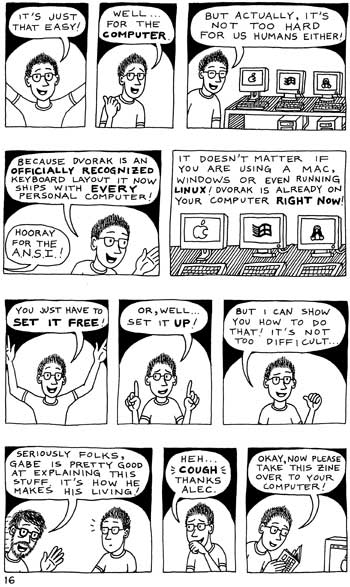 IT'S JUST
THAT EASY!
WELL...
FOR THE
COMPUTER.
BUT ACTUALLY, IT'S
NOT TOO HARD
FOR US HUMANS EITHER!
BECAUSE DVORAK IS AN
OFFICIALLY RECOGNIZED
KEYBOARD LAYOUT IT NOW
SHIPS WITH EVERY
PERSONAL COMPUTER!
HOORAY
FOR THE
A.N.S.I.!
IT DOESN'T MATTER IF
YOU ARE USING A MAC,
WINDOWS OR EVEN RUNNING
LINUX! DVORAK IS ALREADY ON
YOUR COMPUTER RIGHT NOW!
YOU JUST HAVE TO
SET IT FREE!
OR, WELL...
SET IT UP!
BUT I CAN SHOW
YOU HOW TO DO
THAT! IT'S NOT
TOO DIFFICULT...
SERIOUSLY FOLKS,
GABE IS PRETTY GOOD
AT EXPLAINING THIS
STUFF. IT'S HOW HE
MAKES HIS LIVING!
HEH...
COUGH
THANKS
ALEC.
OKAY, NOW PLEASE
TAKE THIS ZINE
OVER TO YOUR
COMPUTER!
16